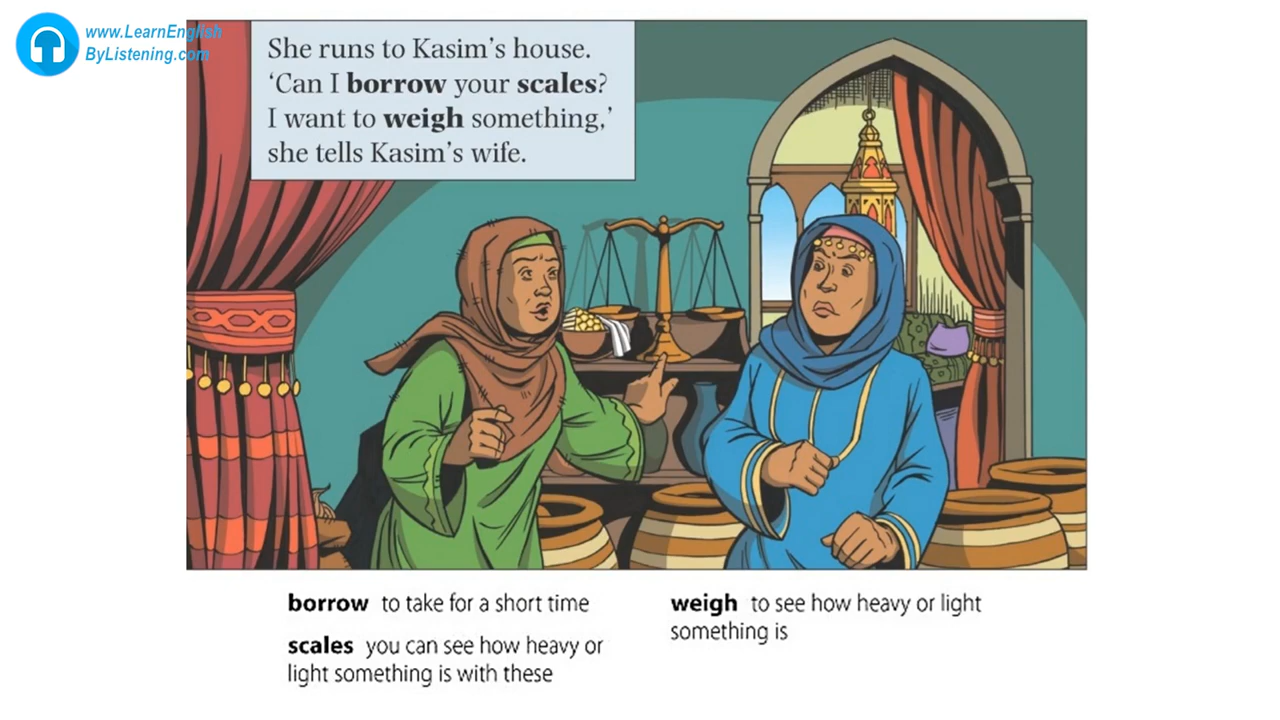 www.LearnEnglish
ByListening.com
She runs to Kasim’s house.
‘Can I borrow your scales?
I want to weigh something,’
she tells Kasim’s wife.
borrow to take for a short time
scales you can see how heavy or
light something is with these
weigh to see how heavy or light
something is